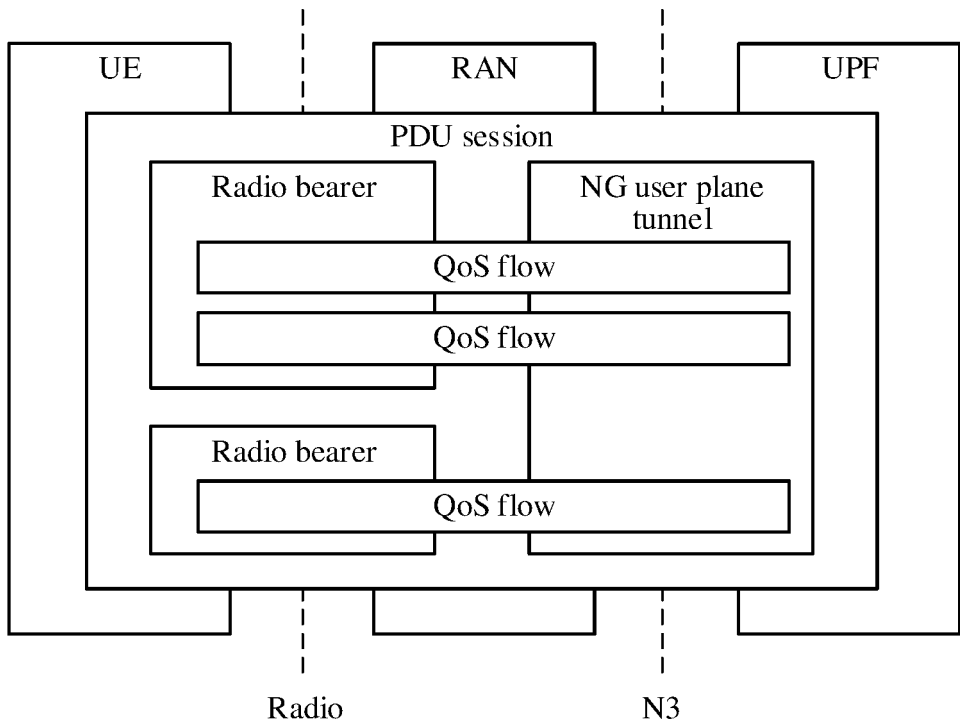 UE
RAN
UPF
PDU session
Radio bearer
NG user plane
tunnel
QoS flow
QoS flow
Radio bearer
QoS flow
Radio
N3